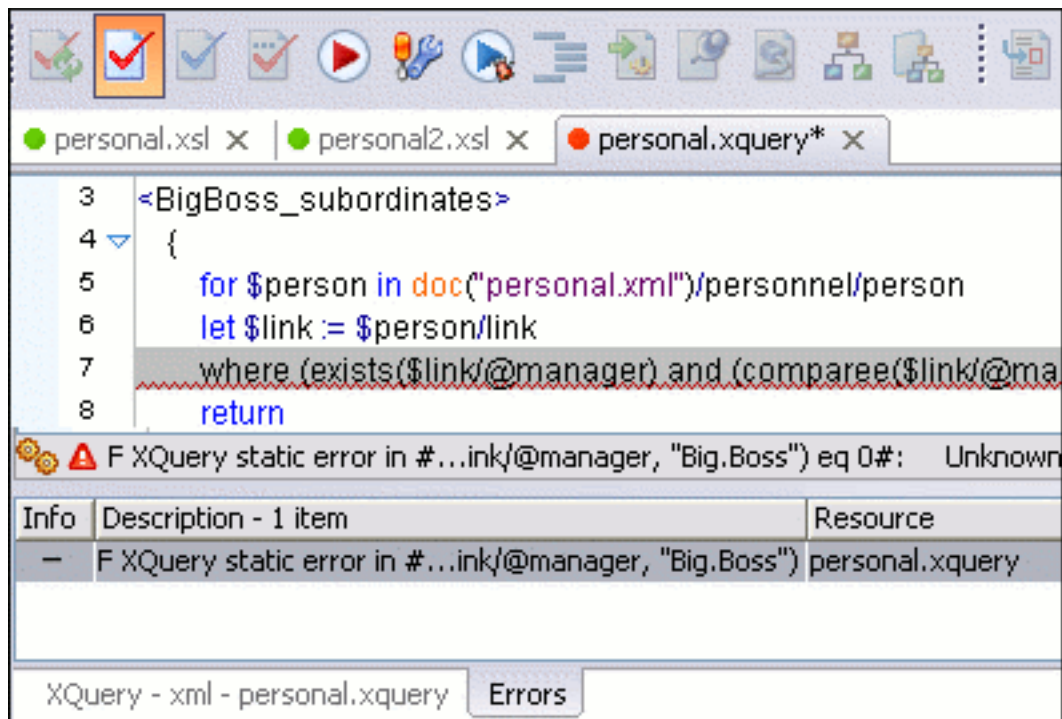 personal.xsl personal2.xsl personal.xquery*
3 <BigBoss_subordinates>
4 {
5 for $person in doc("personal.xml")/personnel/person
6 let $link := $person/link
7 where (exists($link/@manager) and (comparee($link/@ma
8 return
F XQuery static error in #...ink/@manager, "Big.Boss") eq 0#: Unknown
Info Description - 1 item Resource
F XQuery static error in #...ink/@manager, "Big.Boss") personal.xquery
XQuery - xml - personal.xquery Errors